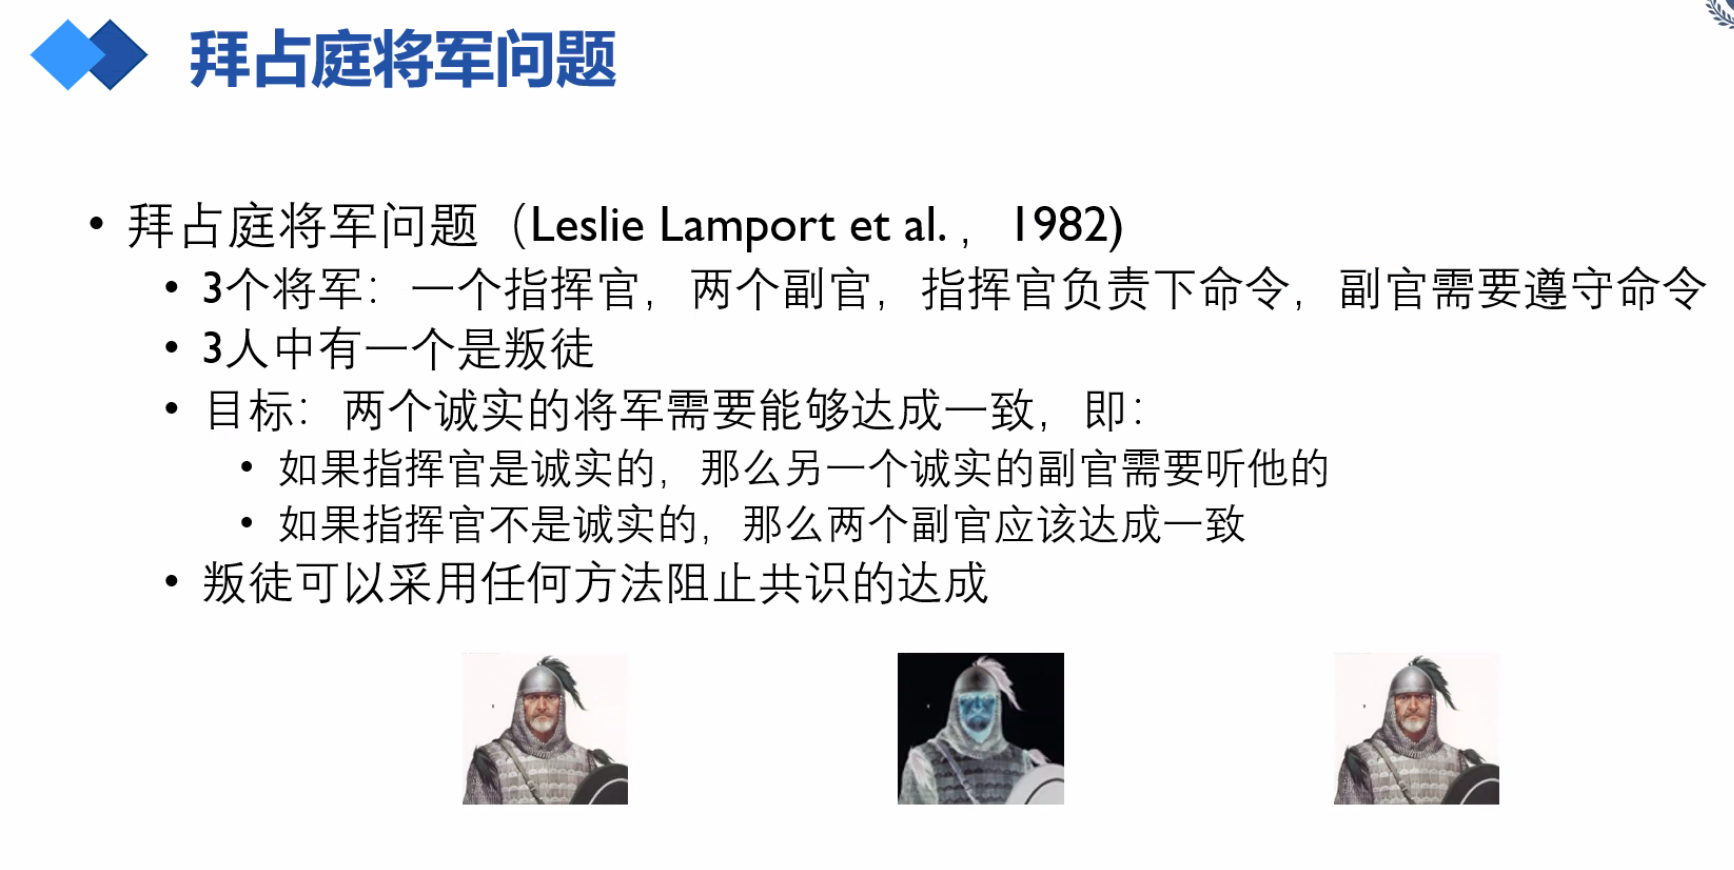 拜占庭将军问题
• 拜占庭将军问题（Leslie Lamport et al. ，1982)
• 3个将军：一个指挥官，两个副官，指挥官负责下命令，副官需要遵守命令
• 3人中有一个是叛徒
• 目标：两个诚实的将军需要能够达成一致，即：
• 如果指挥官是诚实的，那么另一个诚实的副官需要听他的
• 如果指挥官不是诚实的，那么两个副官应该达成一致
• 叛徒可以采用任何方法阻止共识的达成